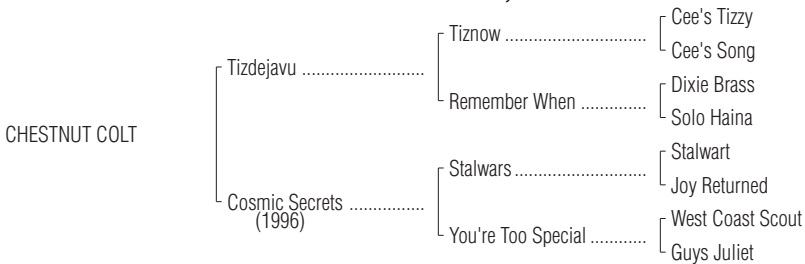 Cee's Tizzy
Tiznow ................................
Cee's Song
Tizdejavu ...........................
Dixie Brass
Remember When ...............
Solo Haina
CHESTNUT COLT
Stalwart
Stalwars..............................
Joy Returned
Cosmic Secrets .................
(1996)
West Coast Scout
You're Too Special .............
Guys Juliet